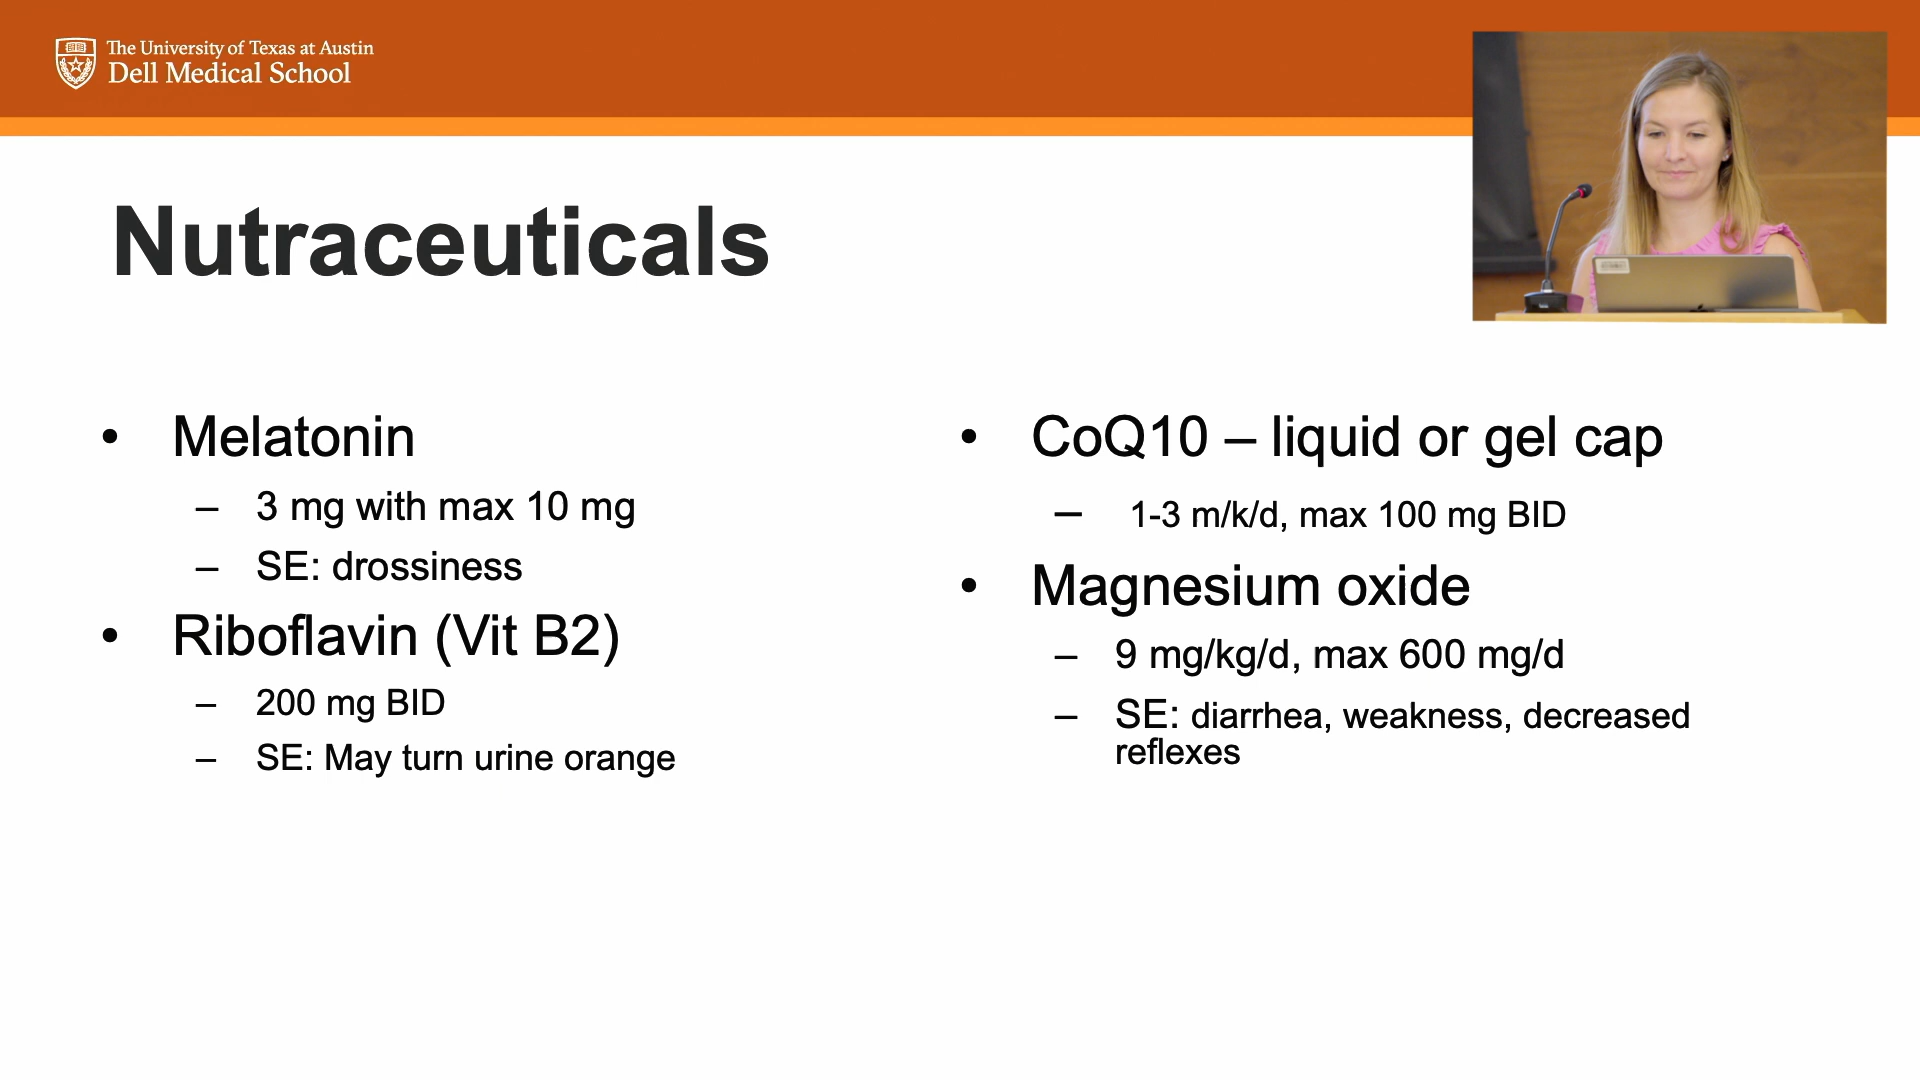 The University of Texas at Austin
Dell Medical School
Nutraceuticals
• Melatonin
– 3 mg with max 10 mg
– SE: drossiness
• Riboflavin (Vit B2)
– 200 mg BID
– SE: May turn urine orange
• CoQ10 – liquid or gel cap
– 1-3 m/k/d, max 100 mg BID
• Magnesium oxide
– 9 mg/kg/d, max 600 mg/d
– SE: diarrhea, weakness, decreased
reflexes